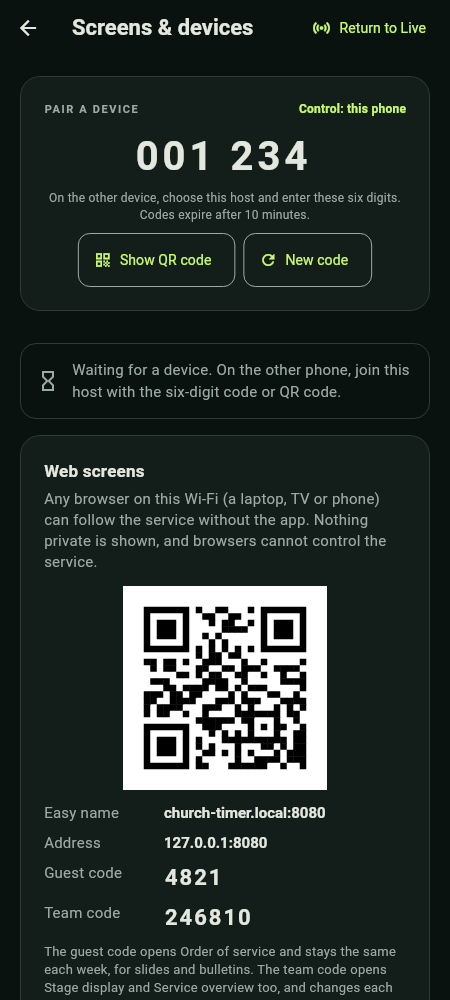 Screens & devices
Return to Live
PAIR A DEVICE
Control: this phone
001 234
On the other device, choose this host and enter these six digits.
Codes expire after 10 minutes.
Show QR code
New code
Waiting for a device. On the other phone, join this
host with the six-digit code or QR code.
Web screens
Any browser on this Wi-Fi (a laptop, TV or phone)
can follow the service without the app. Nothing
private is shown, and browsers cannot control the
service.
Easy name church-timer.local:8080
Address 127.0.0.1:8080
Guest code 4821
Team code 246810
The guest code opens Order of service and stays the same
each week, for slides and bulletins. The team code opens
Stage display and Service overview too, and changes each